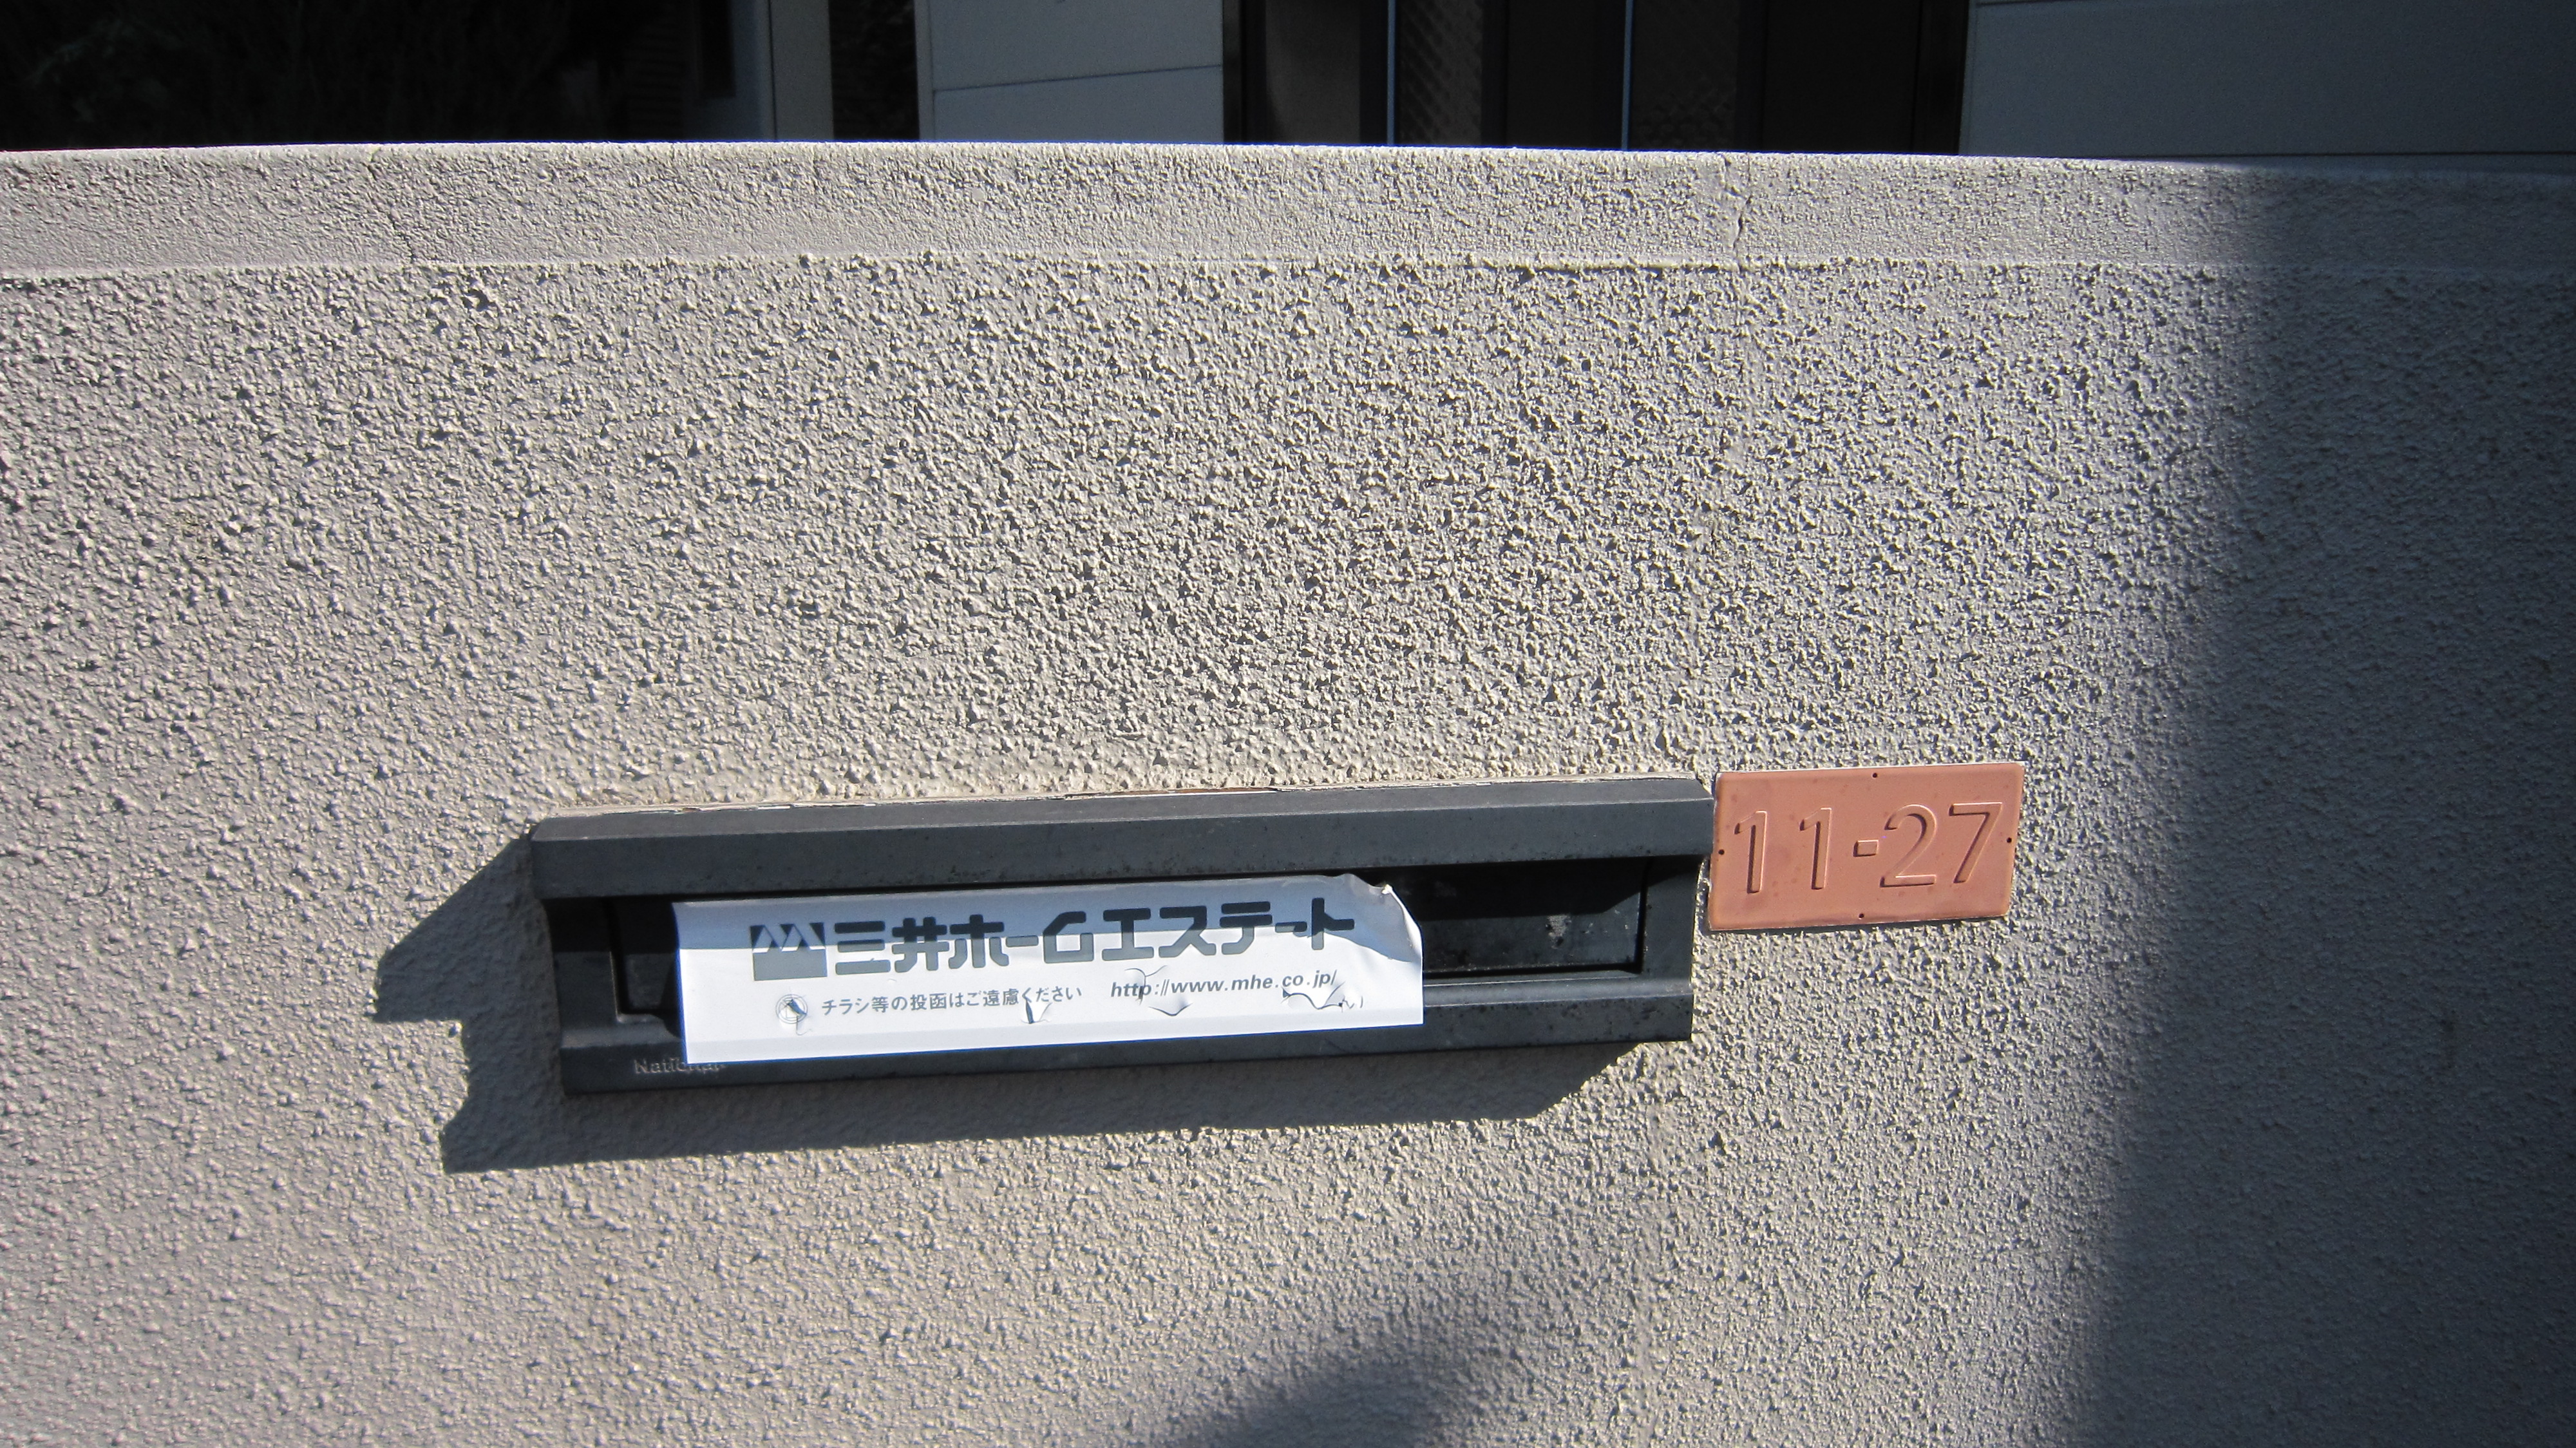 三井ホームエステート
チラシ等の投函はご遠慮ください
http://www.mhe.co.jp/
11-27
National